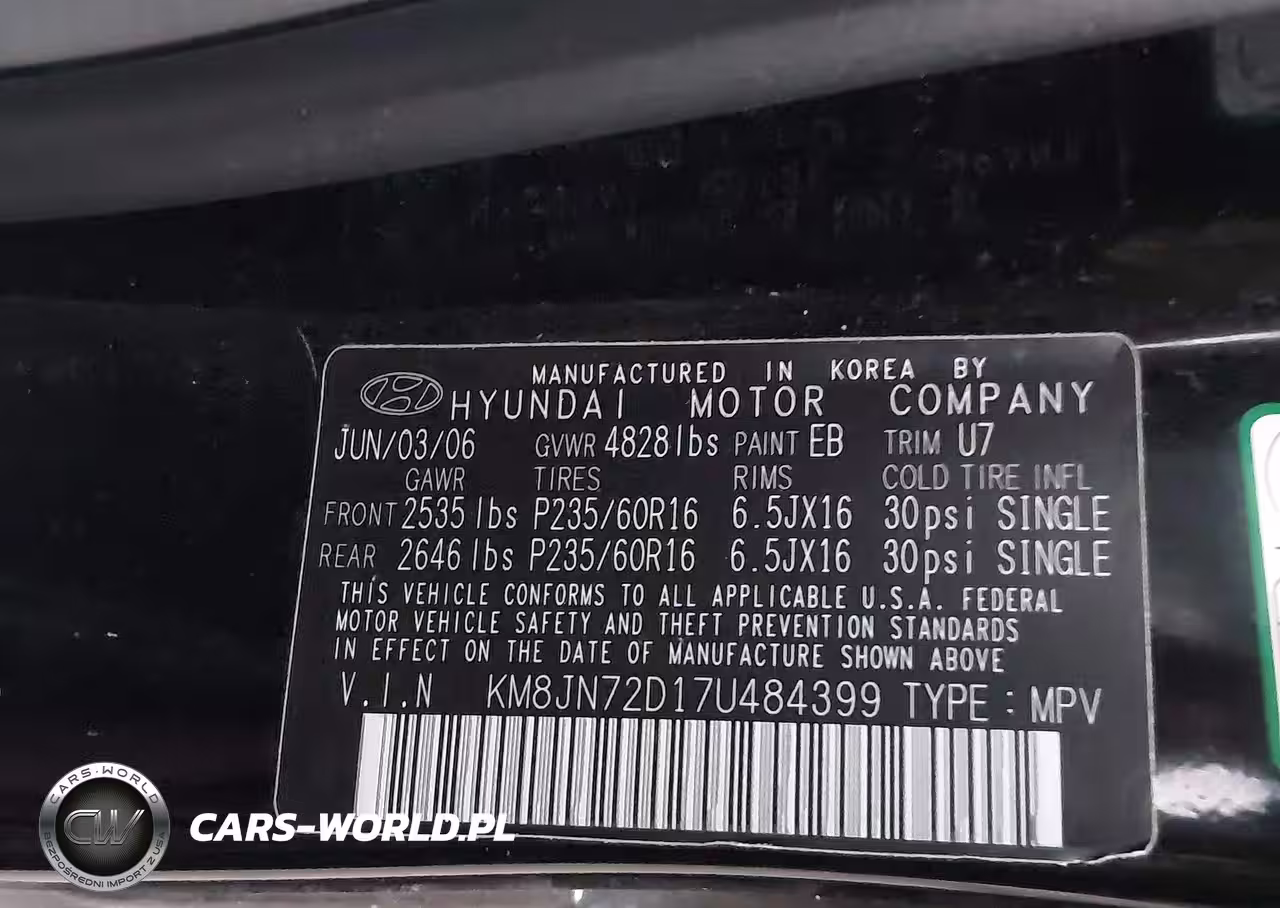 MANUFACTURED IN KOREA BY
HYUNDAI MOTOR COMPANY
JUN/03/06 GVWR 4828lbs PAINT EB TRIM U7
GAWR TIRES RIMS COLD TIRE INFL
FRONT 2535lbs P235/60R16 6.5JX16 30psi SINGLE
REAR 2646lbs P235/60R16 6.5JX16 30psi SINGLE
THIS VEHICLE CONFORMS TO ALL APPLICABLE U.S.A. FEDERAL
MOTOR VEHICLE SAFETY AND THEFT PREVENTION STANDARDS
IN EFFECT ON THE DATE OF MANUFACTURE SHOWN ABOVE
V.I.N KM8JN72D17U484399 TYPE : MPV
CARS-WORLD
CW
BEZPOŚREDNI IMPORT Z USA
CARS-WORLD.PL